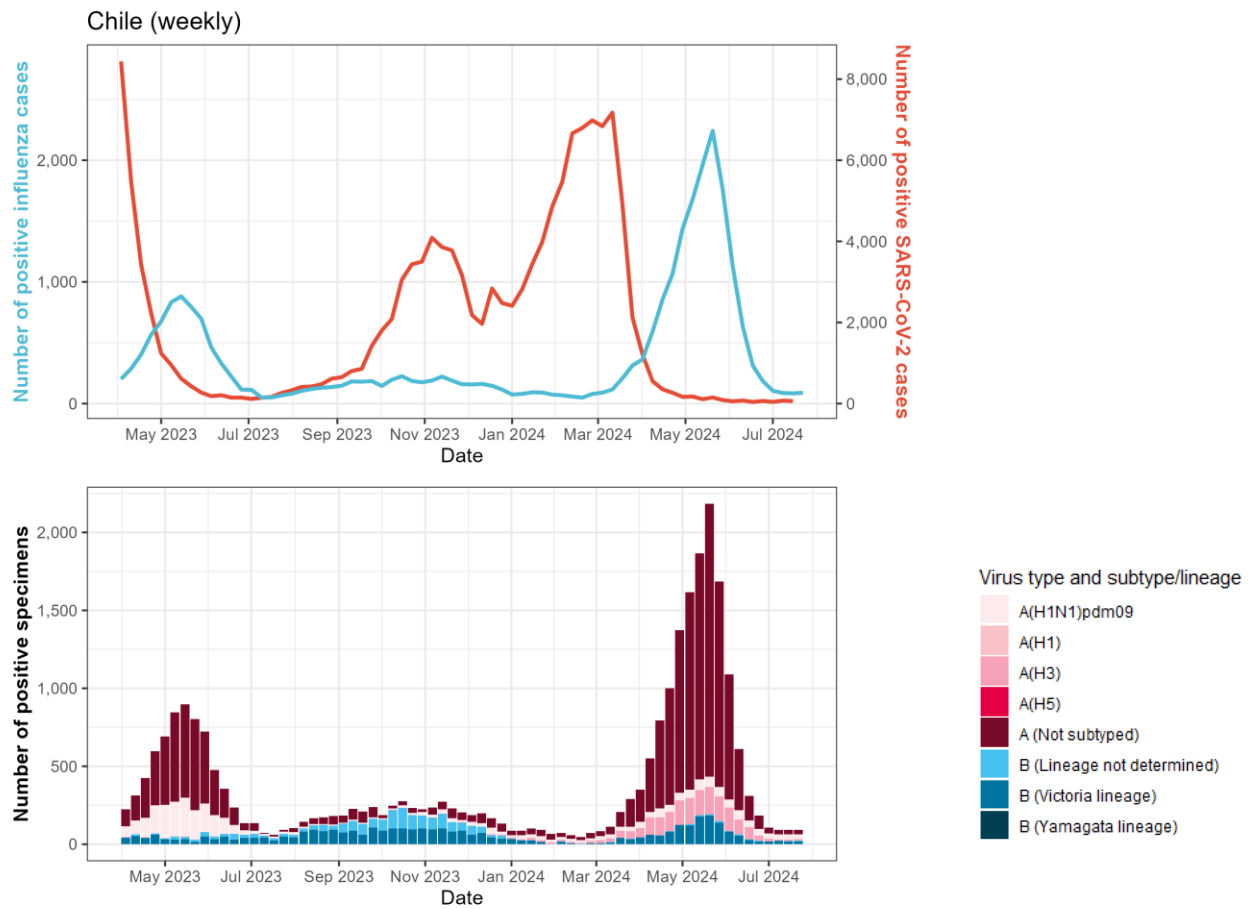 Chile (weekly)
Number of positive influenza cases
2,000
1,000
0
8,000
6,000
4,000
2,000
0
Number of positive SARS-CoV-2 cases
May 2023 Jul 2023 Sep 2023 Nov 2023 Jan 2024 Mar 2024 May 2024 Jul 2024
Date
Number of positive specimens
2,000
1,500
1,000
500
0
May 2023 Jul 2023 Sep 2023 Nov 2023 Jan 2024 Mar 2024 May 2024 Jul 2024
Date
Virus type and subtype/lineage
A(H1N1)pdm09
A(H1)
A(H3)
A(H5)
A (Not subtyped)
B (Lineage not determined)
B (Victoria lineage)
B (Yamagata lineage)